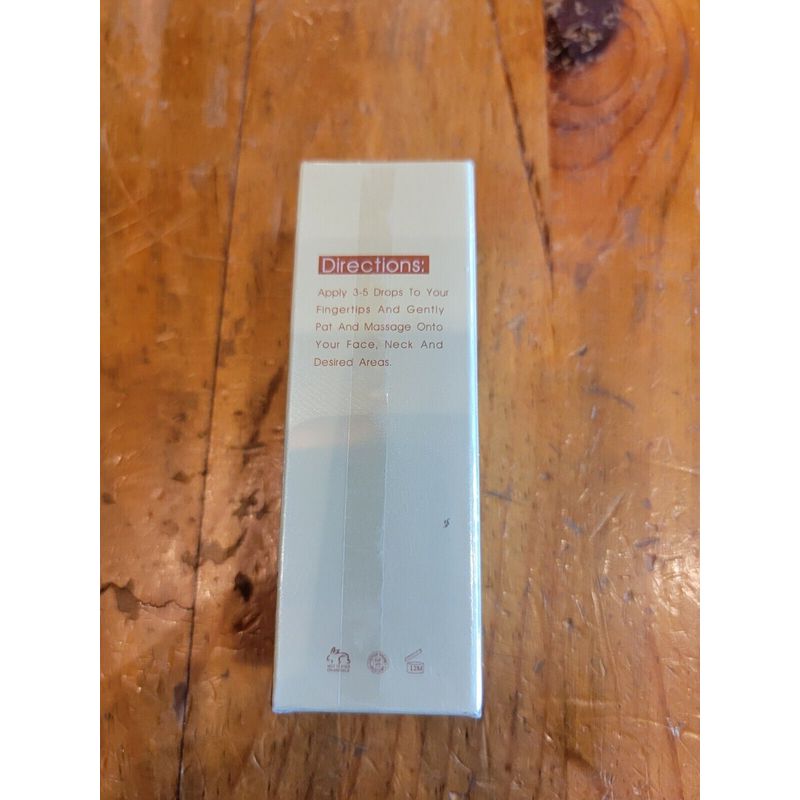 Directions:
Apply 3-5 Drops To Your
Fingertips And Gently
Pat And Massage Onto
Your Face, Neck And
Desired Areas.
12M